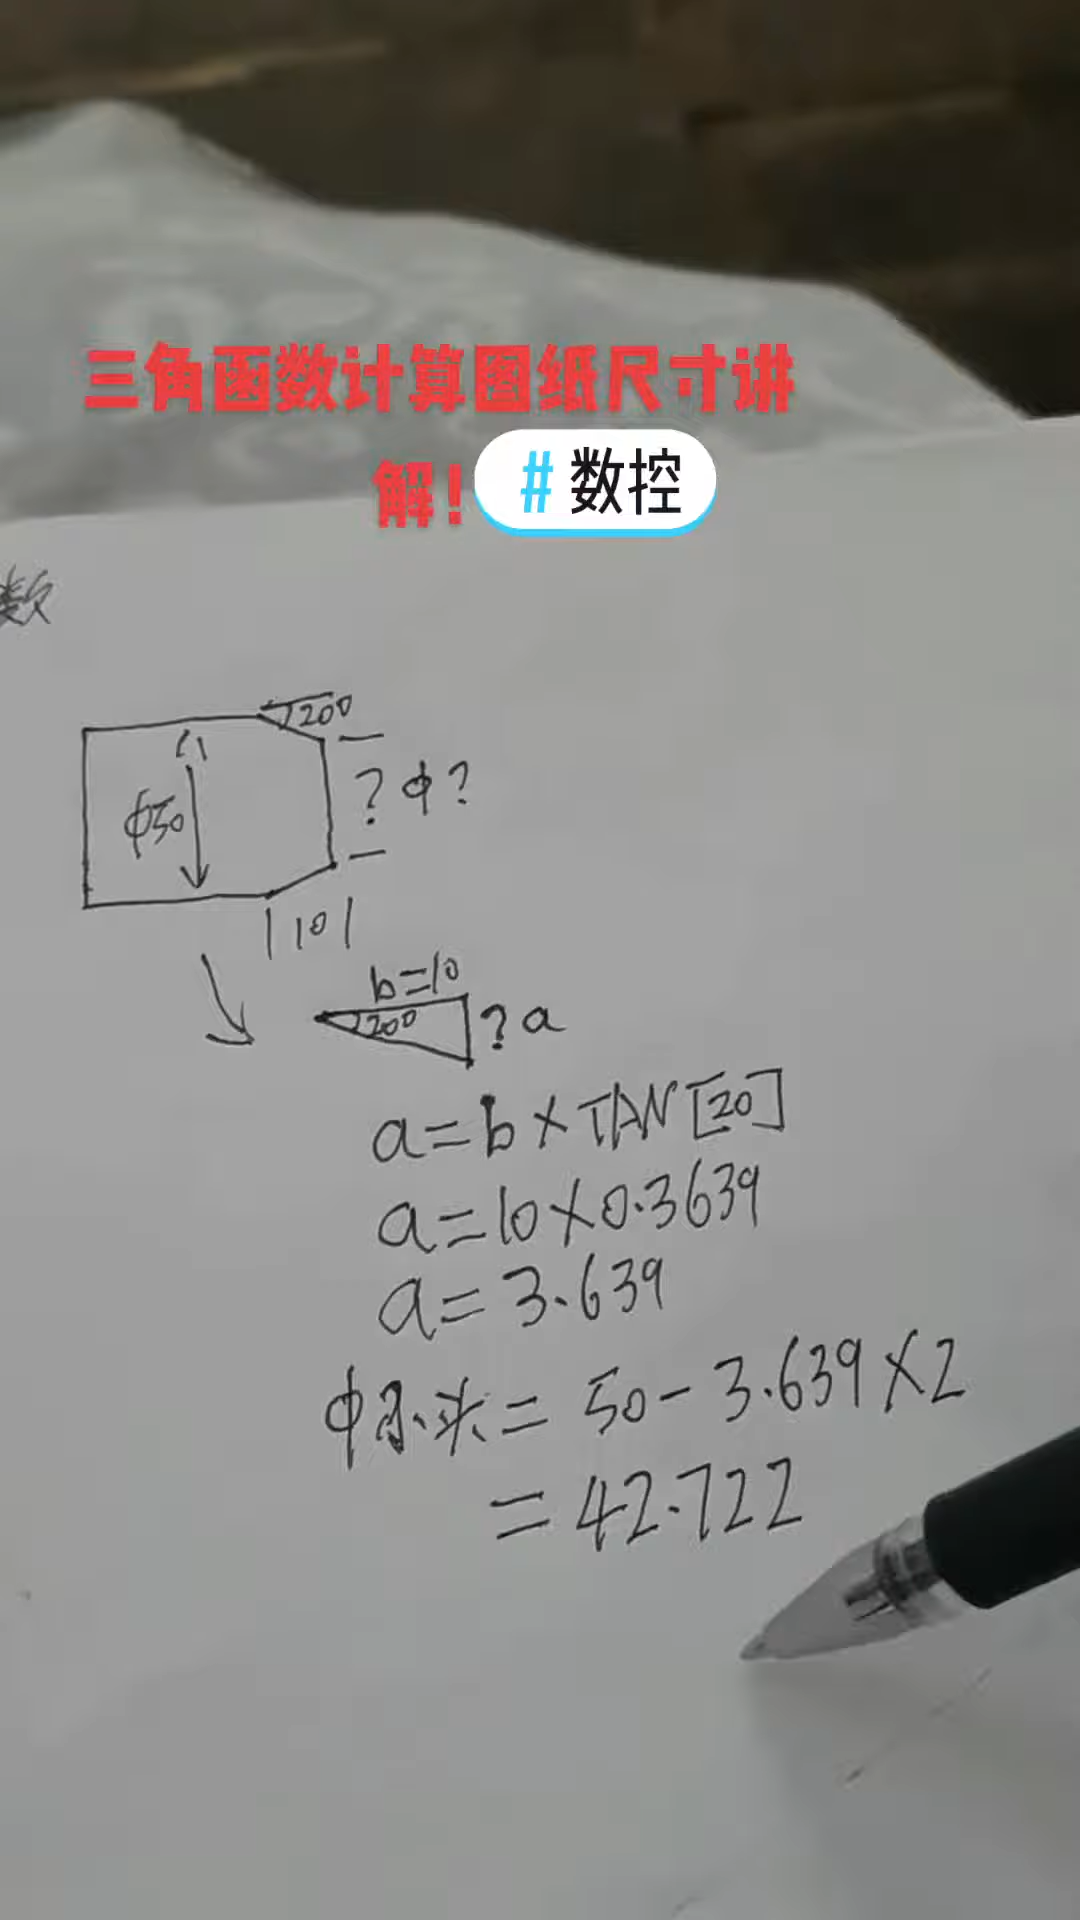 三角函数计算图纸尺寸讲
解! #数控
数
20°
φ50
? φ?
10
b=10
20°
? a
a=b×TAN[20]
a=10×0.3639
a=3.639
φ小头=50-3.639×2
=42.722